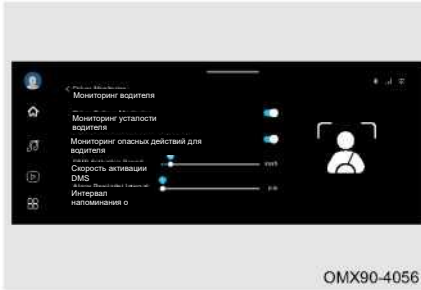 Мониторинг водителя
Мониторинг усталости
водителя
Мониторинг опасных действий для
водителя
Скорость активации
DMS
Интервал
напоминания о
OMX90-4056